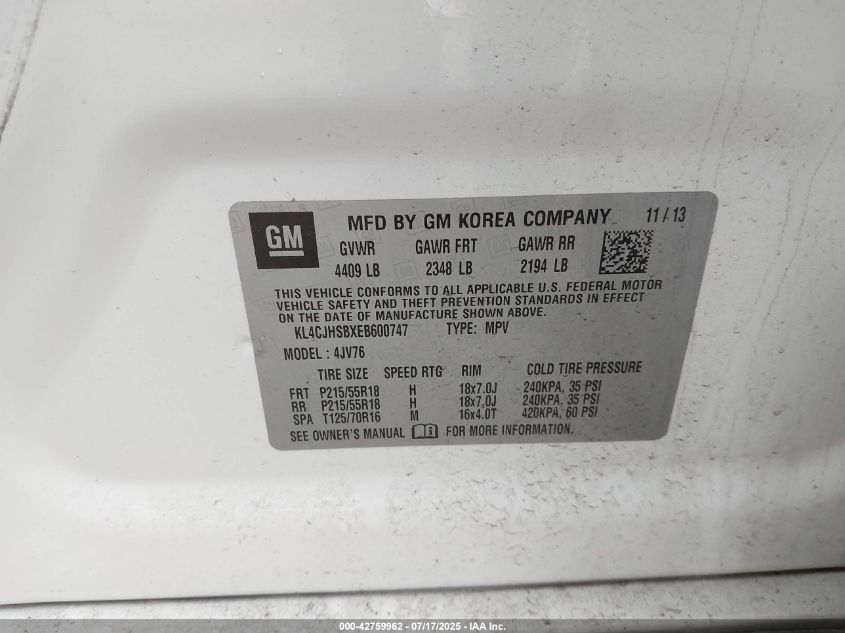 GM
MFD BY GM KOREA COMPANY 11/13
GVWR GAWR FRT GAWR RR
4409 LB 2348 LB 2194 LB
THIS VEHICLE CONFORMS TO ALL APPLICABLE U.S. FEDERAL MOTOR
VEHICLE SAFETY AND THEFT PREVENTION STANDARDS IN EFFECT
ON THE DATE OF MANUFACTURE SHOWN ABOVE.
KL4CJHSBXEB600747 TYPE: MPV
MODEL: 4JV76
TIRE SIZE SPEED RTG RIM COLD TIRE PRESSURE
FRT P215/55R18 H 18x7.0J 240KPA, 35 PSI
RR P215/55R18 H 18x7.0J 240KPA, 35 PSI
SPA T125/70R16 M 16x4.0T 420KPA, 60 PSI
SEE OWNER'S MANUAL FOR MORE INFORMATION.
000-42759962 - 07/17/2025 - IAA Inc.